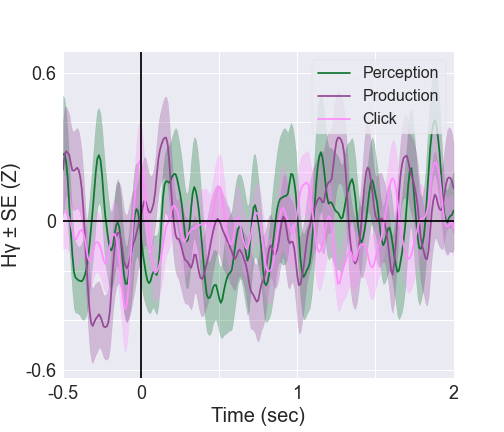 Perception
Production
Click
0.6
0
-0.6
Hγ ± SE (Z)
-0.5
0
1
2
Time (sec)